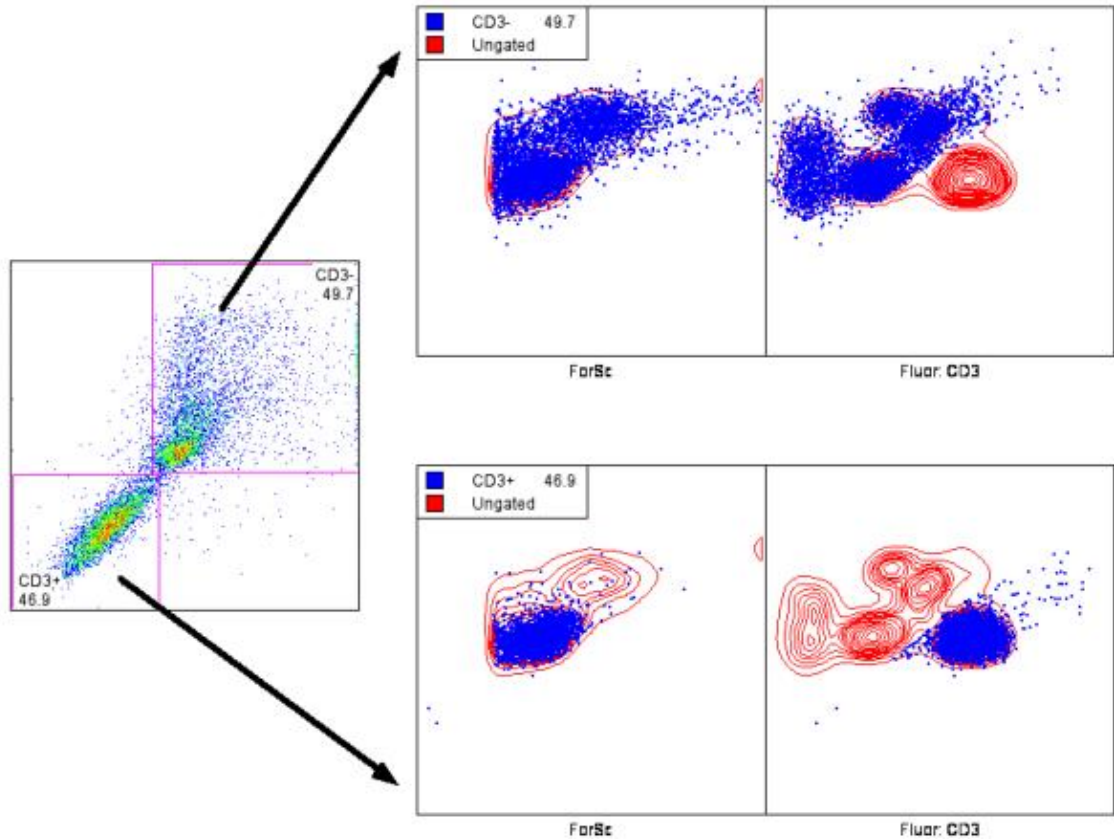 CD3- 49.7
Ungated
CD3-
49.7
ForSc Fluor: CD3
CD3+ 46.9
Ungated
CD3+
46.9
ForSc Fluor: CD3